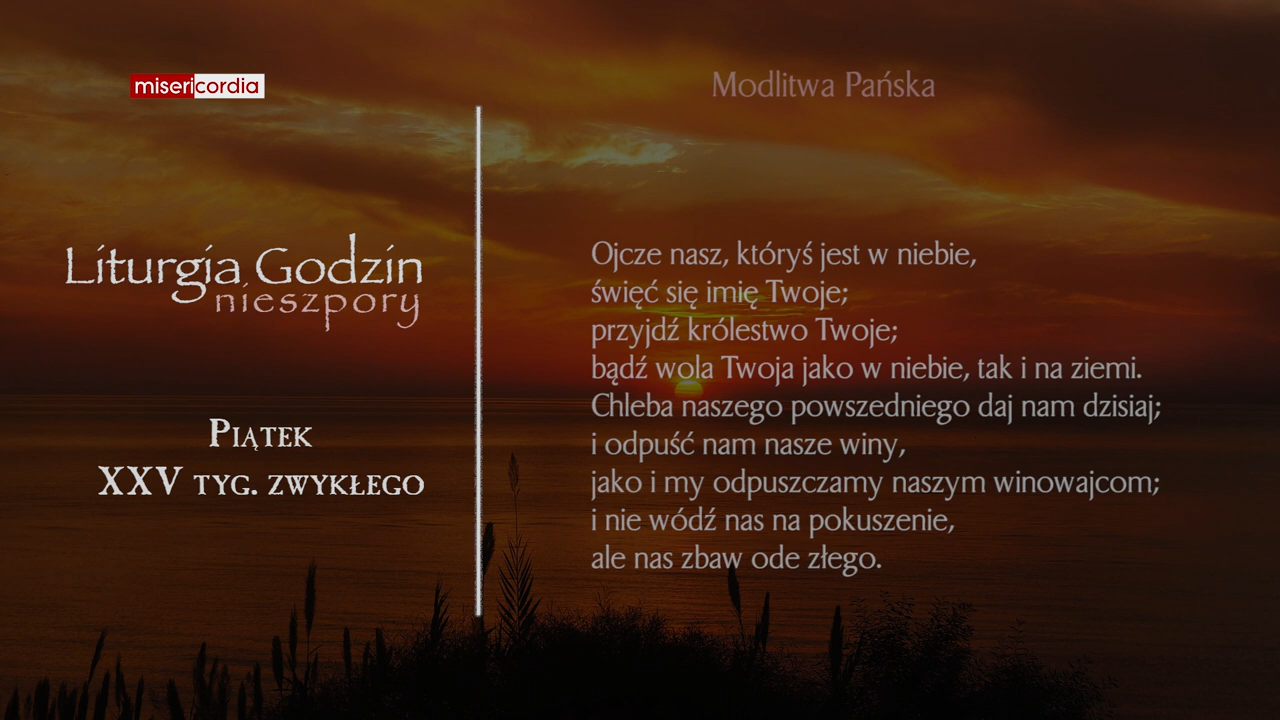 misericordia
Modlitwa Pańska
Liturgia Godzin
nieszpory
Piątek
XXV tyg. zwykłego
Ojcze nasz, któryś jest w niebie,
święć się imię Twoje;
przyjdź królestwo Twoje;
bądź wola Twoja jako w niebie, tak i na ziemi.
Chleba naszego powszedniego daj nam dzisiaj;
i odpuść nam nasze winy,
jako i my odpuszczamy naszym winowajcom;
i nie wódź nas na pokuszenie,
ale nas zbaw ode złego.